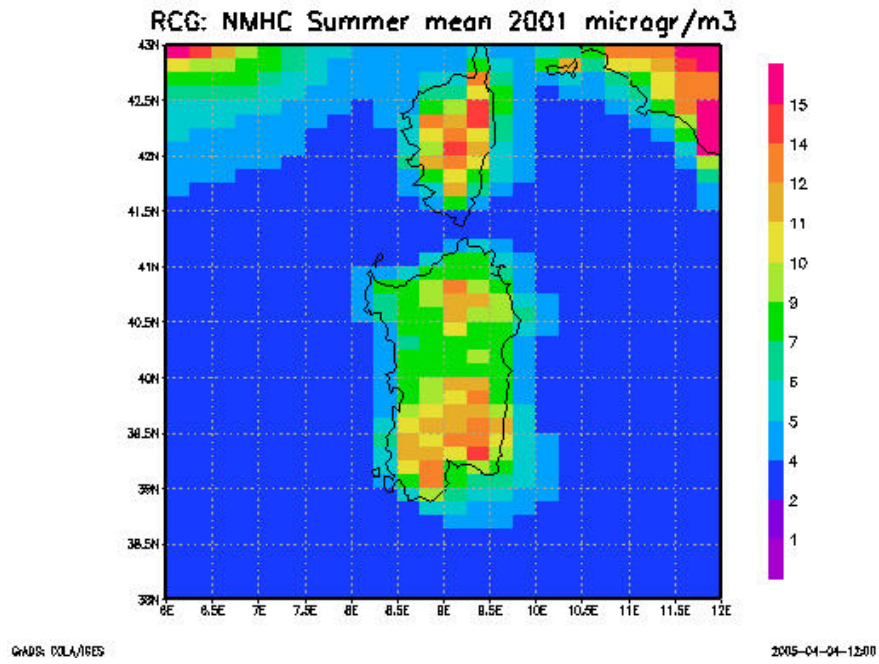 RCG: NMHC Summer mean 2001 microgr/m3
43N
42.5N
42N
41.5N
41N
40.5N
40N
39.5N
39N
38.5N
38N
6E 6.5E 7E 7.5E 8E 8.5E 9E 9.5E 10E 10.5E 11E 11.5E 12E
15
14
12
11
10
9
7
6
5
4
2
1
GrADS: COLA/IGES
2005-04-04-12:00